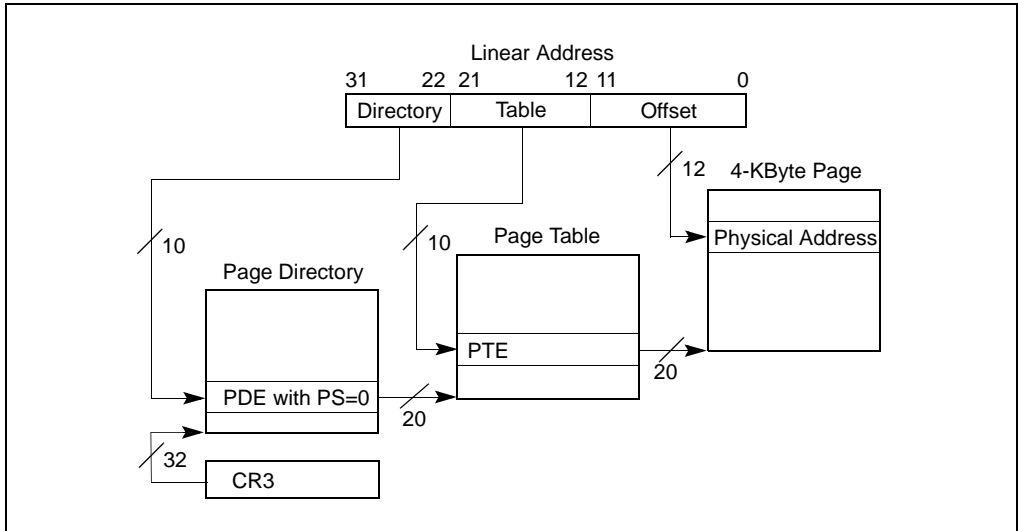 Linear Address
31 22 21 12 11 0
Directory Table Offset
12
4-KByte Page
Physical Address
10
10
Page Table
Page Directory
PTE
20
PDE with PS=0
20
32
CR3